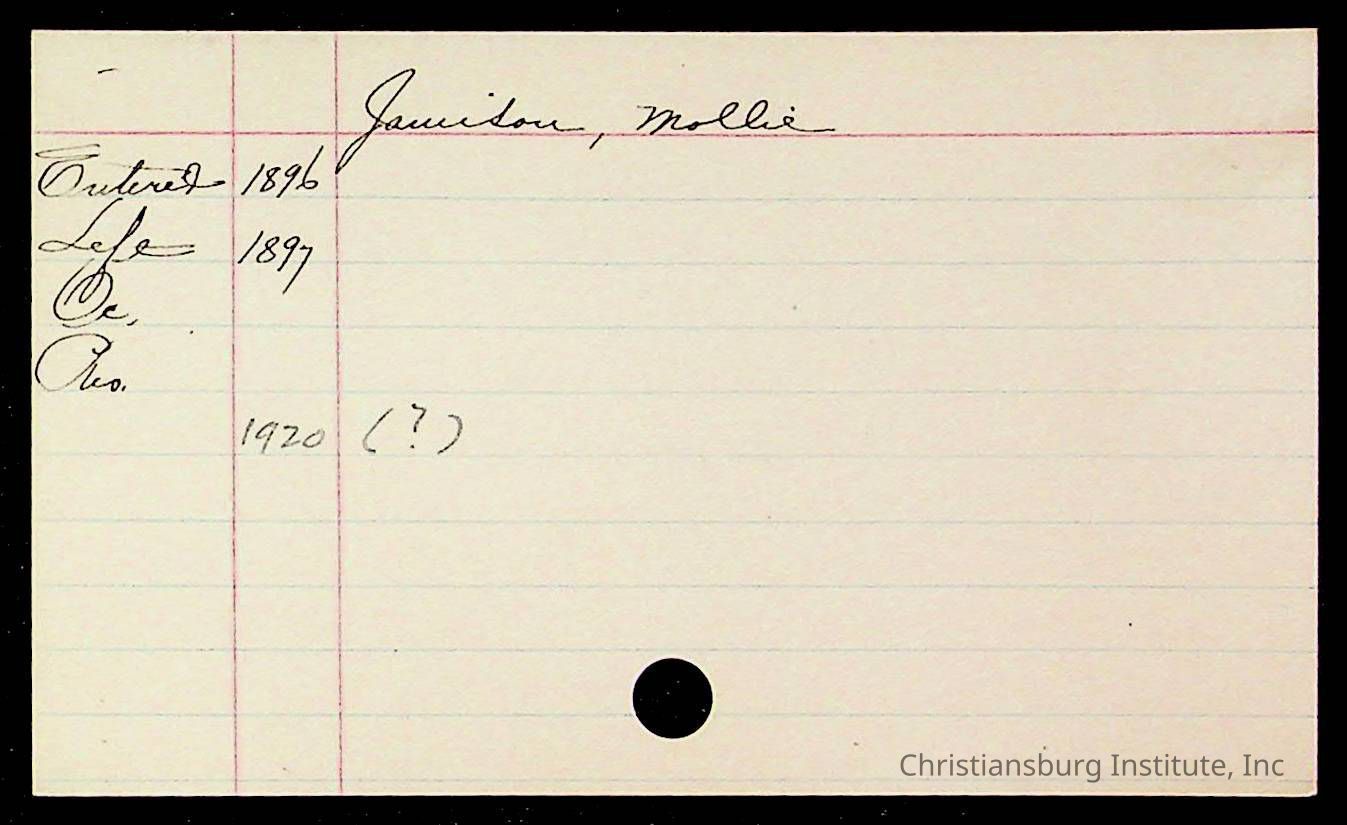 Jamison, Mollie
Entered 1896
Left 1897
Oc.
Res.
1920 (?)
Christiansburg Institute, Inc